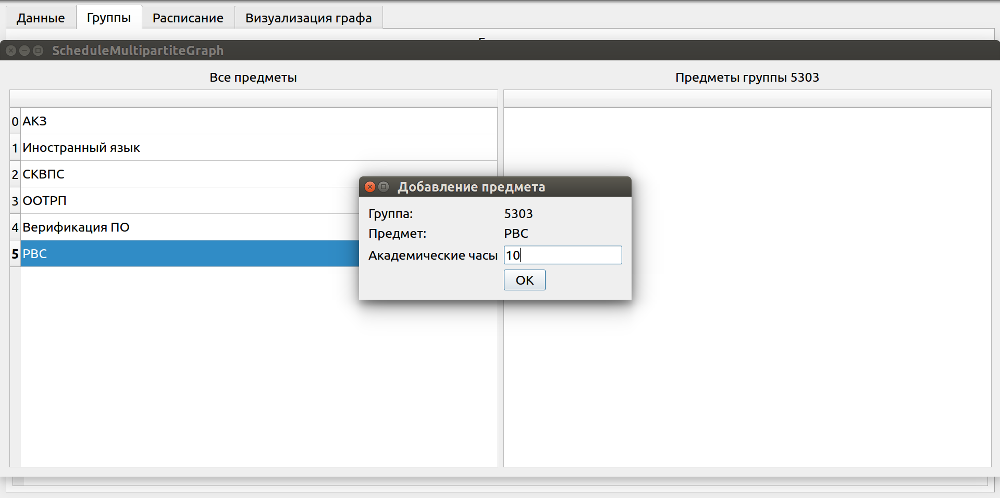 Данные Группы Расписание Визуализация графа
ScheduleMultipartiteGraph
Все предметы
Предметы группы 5303
0 АКЗ
1 Иностранный язык
2 СКВПС
3 ООТРП
4 Верификация ПО
5 РВС
Добавление предмета
Группа: 5303
Предмет: РВС
Академические часы 10
OK